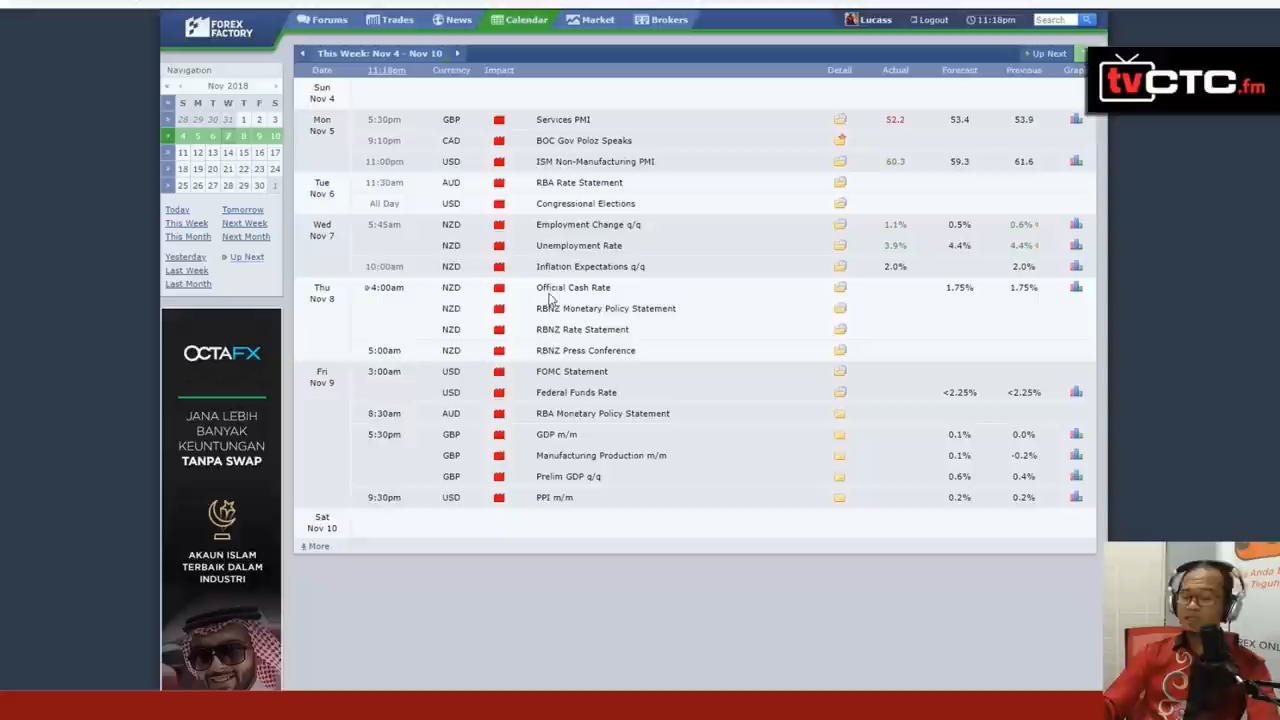 FOREX FACTORY
Forums Trades News Calendar Market Brokers
Lucass Logout 11:18pm Search
tvCTC.fm
Navigation
« ‹ Nov 2018 ›
S M T W T F S
28 29 30 31 1 2 3
4 5 6 7 8 9 10
11 12 13 14 15 16 17
18 19 20 21 22 23 24
25 26 27 28 29 30 1
Today Tomorrow
This Week Next Week
This Month Next Month
Yesterday Up Next
Last Week
Last Month
OCTAFX
JANA LEBIH
BANYAK
KEUNTUNGAN
TANPA SWAP
AKAUN ISLAM
TERBAIK DALAM
INDUSTRI
This Week: Nov 4 - Nov 10 Up Next
Date 11:18pm Currency Impact Detail Actual Forecast Previous Grap
Sun Nov 4
Mon Nov 5 5:30pm GBP Services PMI 52.2 53.4 53.9
9:10pm CAD BOC Gov Poloz Speaks
11:00pm USD ISM Non-Manufacturing PMI 60.3 59.3 61.6
Tue Nov 6 11:30am AUD RBA Rate Statement
All Day USD Congressional Elections
Wed Nov 7 5:45am NZD Employment Change q/q 1.1% 0.5% 0.6%
NZD Unemployment Rate 3.9% 4.4% 4.4%
10:00am NZD Inflation Expectations q/q 2.0% 2.0%
Thu Nov 8 4:00am NZD Official Cash Rate 1.75% 1.75%
NZD RBNZ Monetary Policy Statement
NZD RBNZ Rate Statement
5:00am NZD RBNZ Press Conference
Fri Nov 9 3:00am USD FOMC Statement
USD Federal Funds Rate <2.25% <2.25%
8:30am AUD RBA Monetary Policy Statement
5:30pm GBP GDP m/m 0.1% 0.0%
GBP Manufacturing Production m/m 0.1% -0.2%
GBP Prelim GDP q/q 0.6% 0.4%
9:30pm USD PPI m/m 0.2% 0.2%
Sat Nov 10
More
Anda
OREX ONL